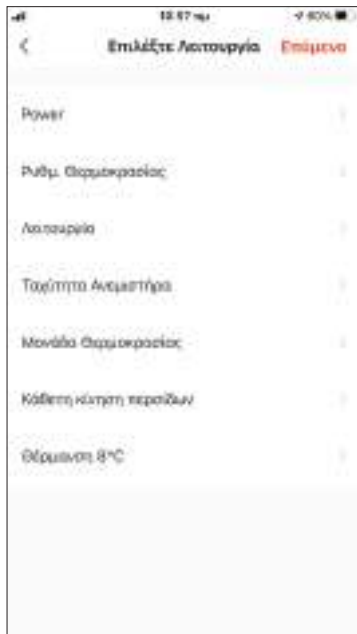 Επιλέξτε Λειτουργία Επόμενο
Power
Ρυθμ. Θερμοκρασίας
Λειτουργία
Ταχύτητα Ανεμιστήρα
Μονάδα Θερμοκρασίας
Κάθετη κίνηση περσίδων
Θέρμανση 8°C